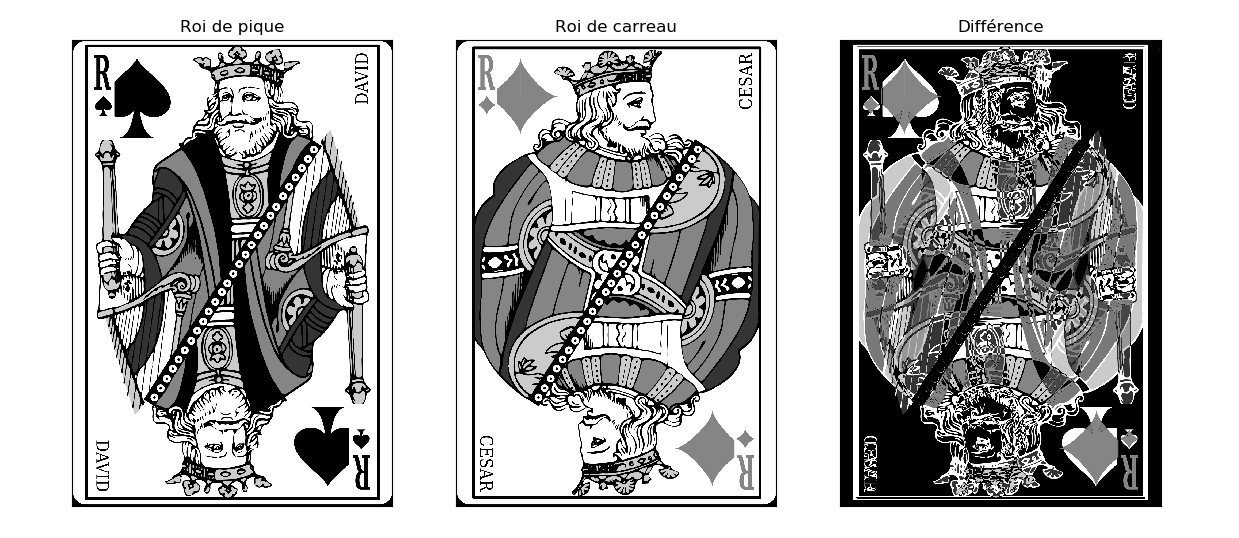 Roi de pique
Roi de carreau
Différence
R
DAVID
DAVID
R
R
CESAR
CESAR
R
R
R